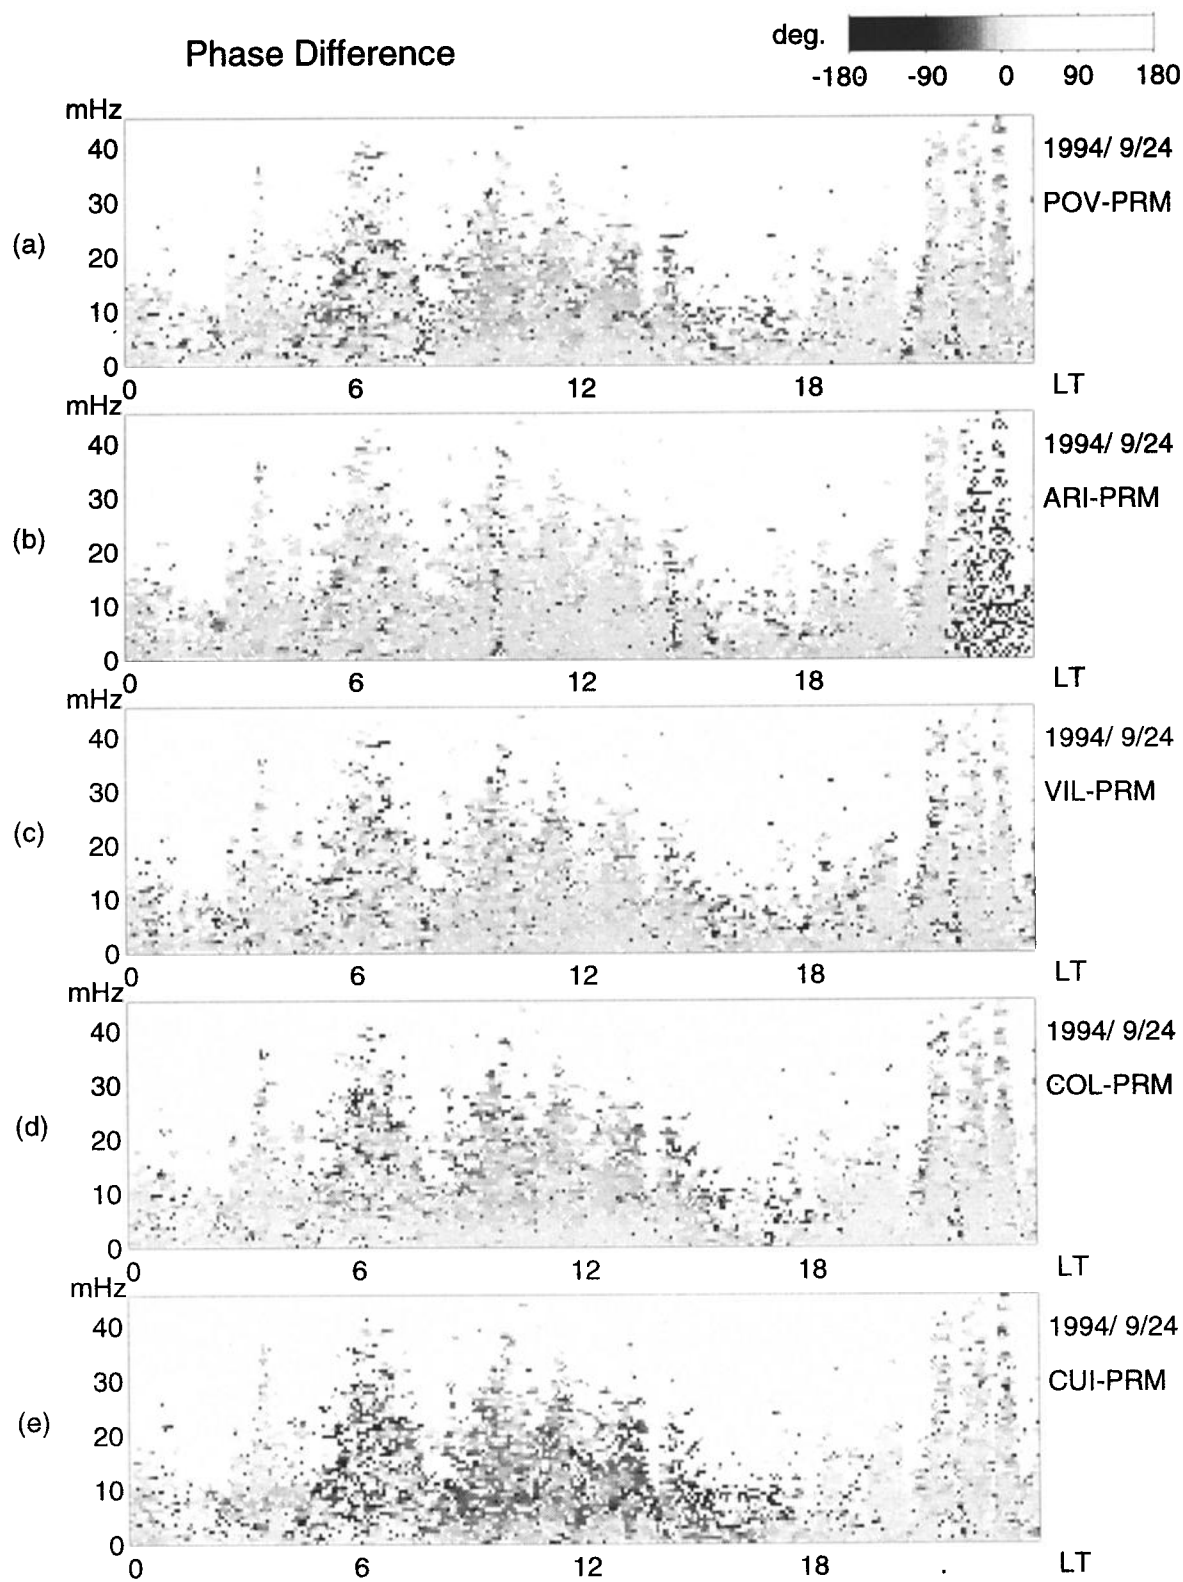 Phase Difference
deg.
-180 -90 0 90 180
mHz
40
30
20
10
0
(a)
1994/ 9/24
POV-PRM
0 6 12 18 LT
mHz
40
30
20
10
0
(b)
1994/ 9/24
ARI-PRM
0 6 12 18 LT
mHz
40
30
20
10
0
(c)
1994/ 9/24
VIL-PRM
0 6 12 18 LT
mHz
40
30
20
10
0
(d)
1994/ 9/24
COL-PRM
0 6 12 18 LT
mHz
40
30
20
10
0
(e)
1994/ 9/24
CUI-PRM
0 6 12 18 LT